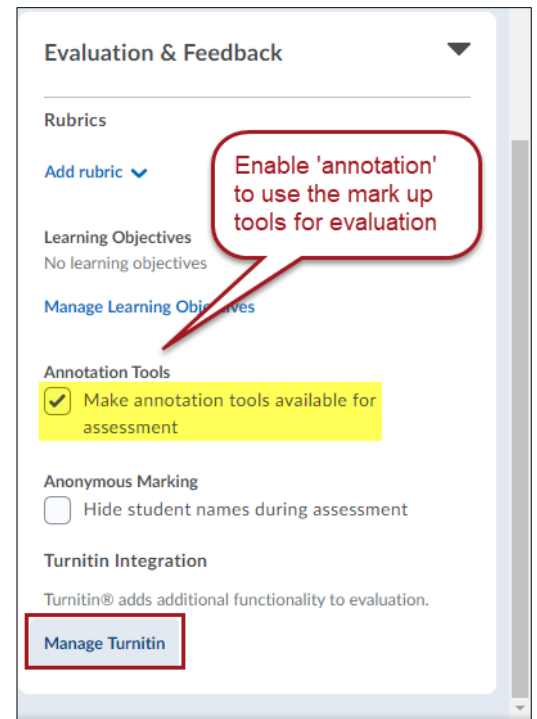 Evaluation & Feedback
Rubrics
Add rubric
Enable 'annotation'
to use the mark up
tools for evaluation
Learning Objectives
No learning objectives
Manage Learning Objectives
Annotation Tools
Make annotation tools available for
assessment
Anonymous Marking
Hide student names during assessment
Turnitin Integration
Turnitin® adds additional functionality to evaluation.
Manage Turnitin